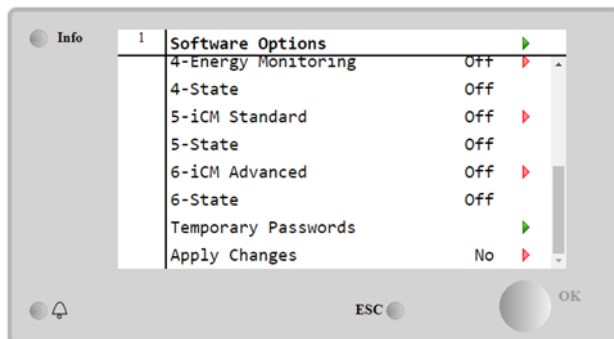 Info
1 Software Options
4-Energy Monitoring Off
4-State Off
5-iCM Standard Off
5-State Off
6-iCM Advanced Off
6-State Off
Temporary Passwords
Apply Changes No
ESC OK